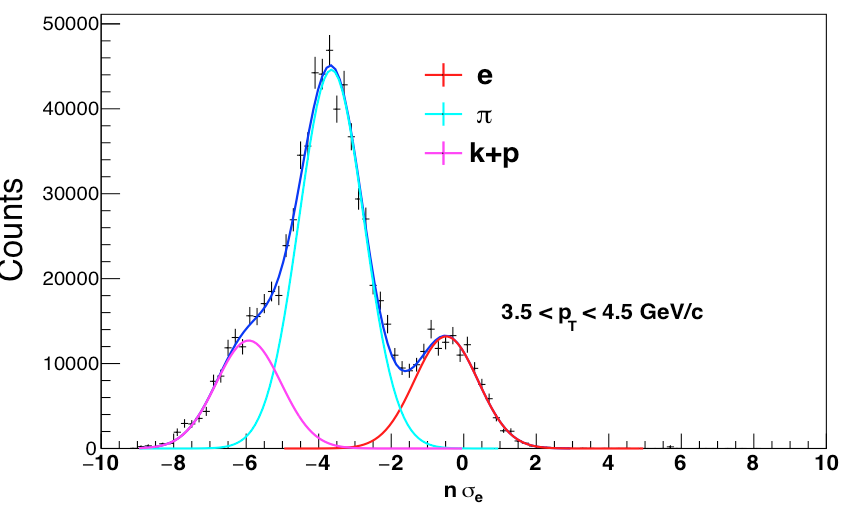 50000
40000
30000
20000
10000
0
Counts
e
π
k+p
3.5 < p_T < 4.5 GeV/c
−10 −8 −6 −4 −2 0 2 4 6 8 10
n σ_e